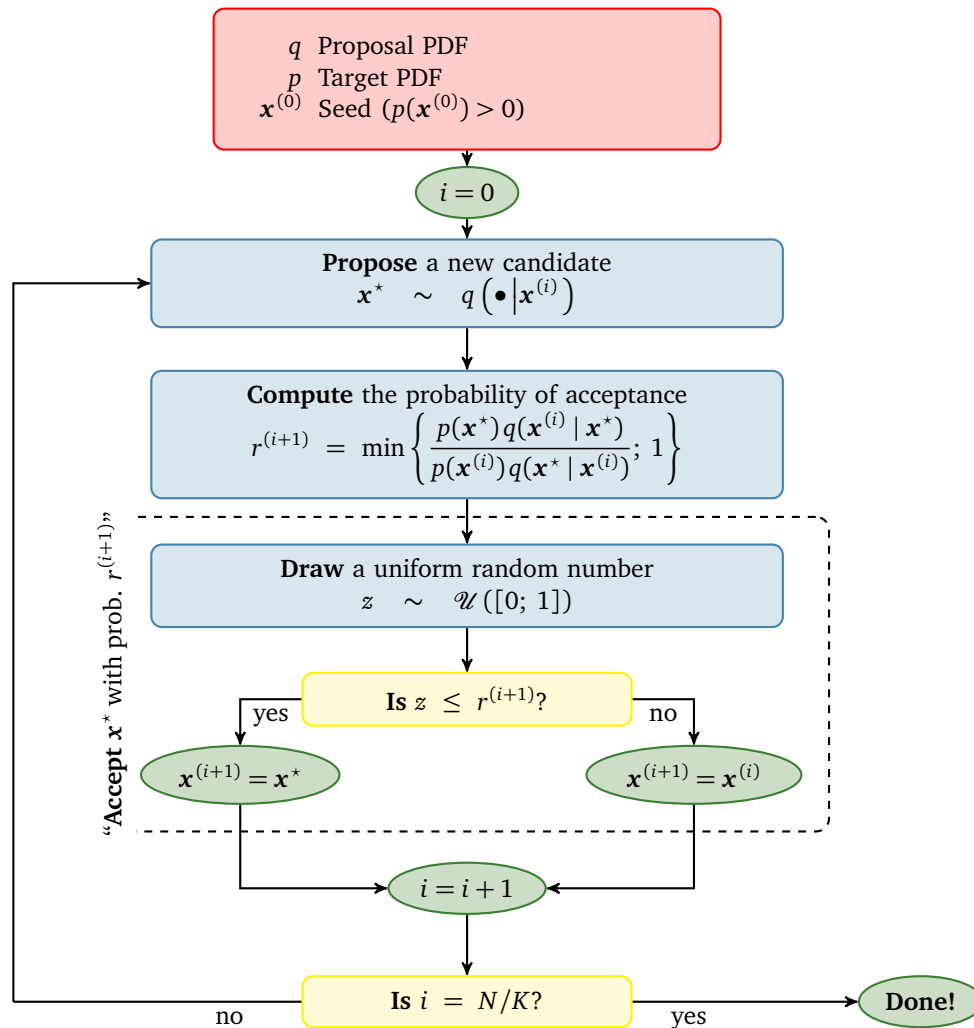 q Proposal PDF
p Target PDF
x^(0) Seed (p(x^(0)) > 0)
i = 0
Propose a new candidate
x^⋆ ∼ q(•|x^(i))
Compute the probability of acceptance
r^(i+1) = min{p(x^⋆) q(x^(i) | x^⋆) / p(x^(i)) q(x^⋆ | x^(i)); 1}
“Accept x^⋆ with prob. r^(i+1)”
Draw a uniform random number
z ∼ 𝒰([0; 1])
Is z ≤ r^(i+1)?
yes
no
x^(i+1) = x^⋆
x^(i+1) = x^(i)
i = i + 1
Is i = N/K?
no
yes
Done!